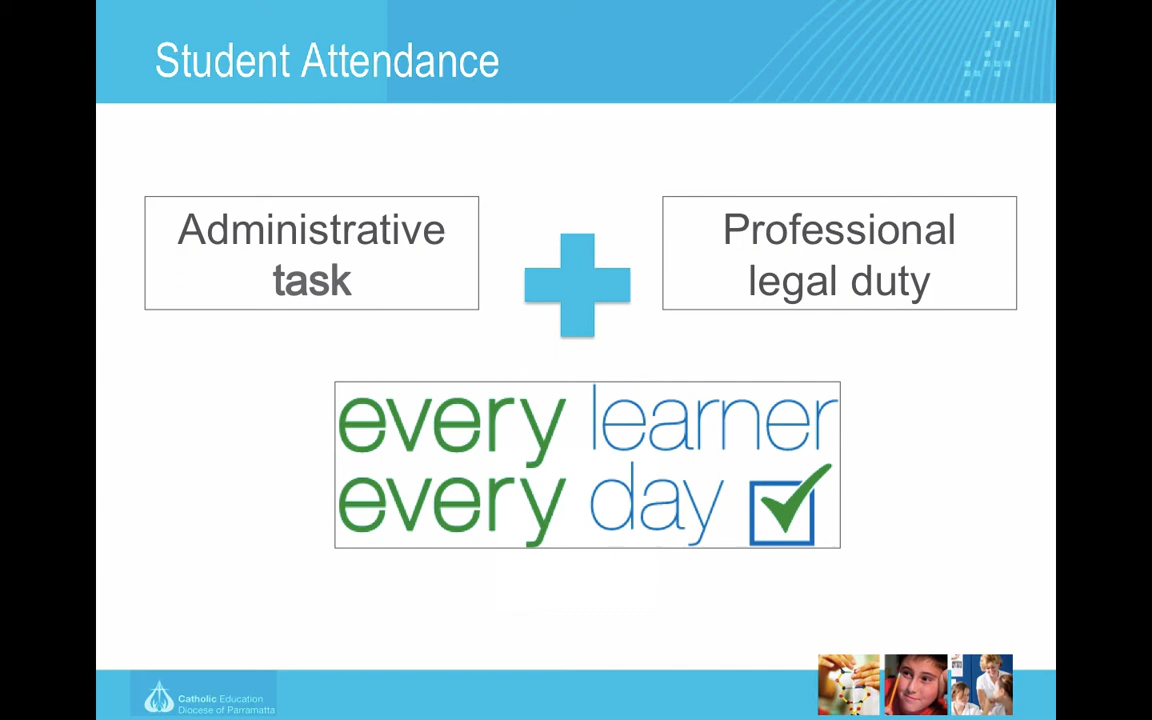 Student Attendance
Administrative
task
Professional
legal duty
every learner
every day
Catholic Education
Diocese of Parramatta